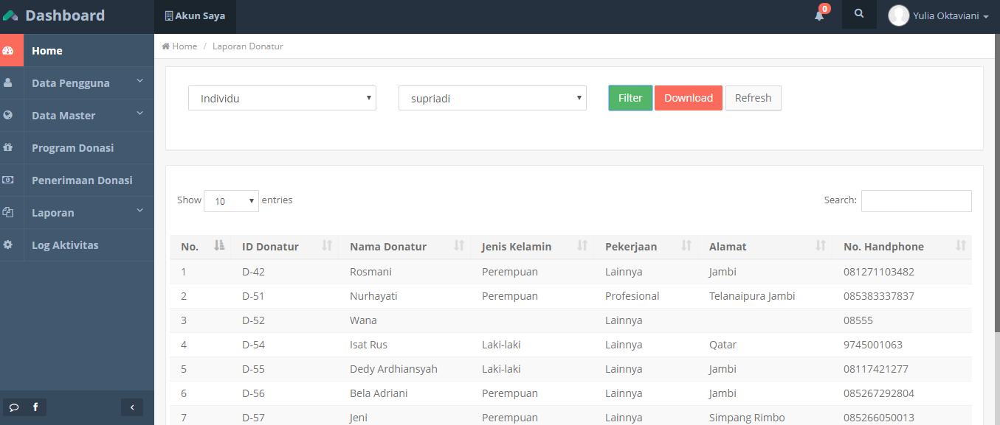 Dashboard
Akun Saya
0
Yulia Oktaviani
Home
Data Pengguna
Data Master
Program Donasi
Penerimaan Donasi
Laporan
Log Aktivitas
Home / Laporan Donatur
Individu supriadi Filter Download Refresh
Show 10 entries Search:
No. ID Donatur Nama Donatur Jenis Kelamin Pekerjaan Alamat No. Handphone
1 D-42 Rosmani Perempuan Lainnya Jambi 081271103482
2 D-51 Nurhayati Perempuan Profesional Telanaipura Jambi 085383337837
3 D-52 Wana Lainnya 08555
4 D-54 Isat Rus Laki-laki Lainnya Qatar 9745001063
5 D-55 Dedy Ardhiansyah Laki-laki Lainnya Jambi 08117421277
6 D-56 Bela Adriani Perempuan Lainnya Jambi 085267292804
7 D-57 Jeni Perempuan Lainnya Simpang Rimbo 085266050013